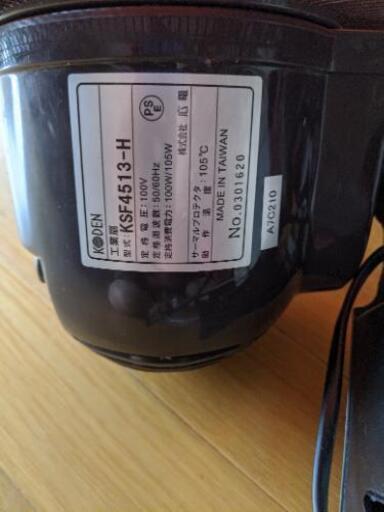 KODEN
工業扇
型式:KSF4513-H
定格電圧:100V
定格周波数:50/60Hz
定格消費電力:100W/105W
PS
E
株式会社 広電
サーマルプロテクタ:105℃
動作温度
MADE IN TAIWAN
No.0301620
A7C210